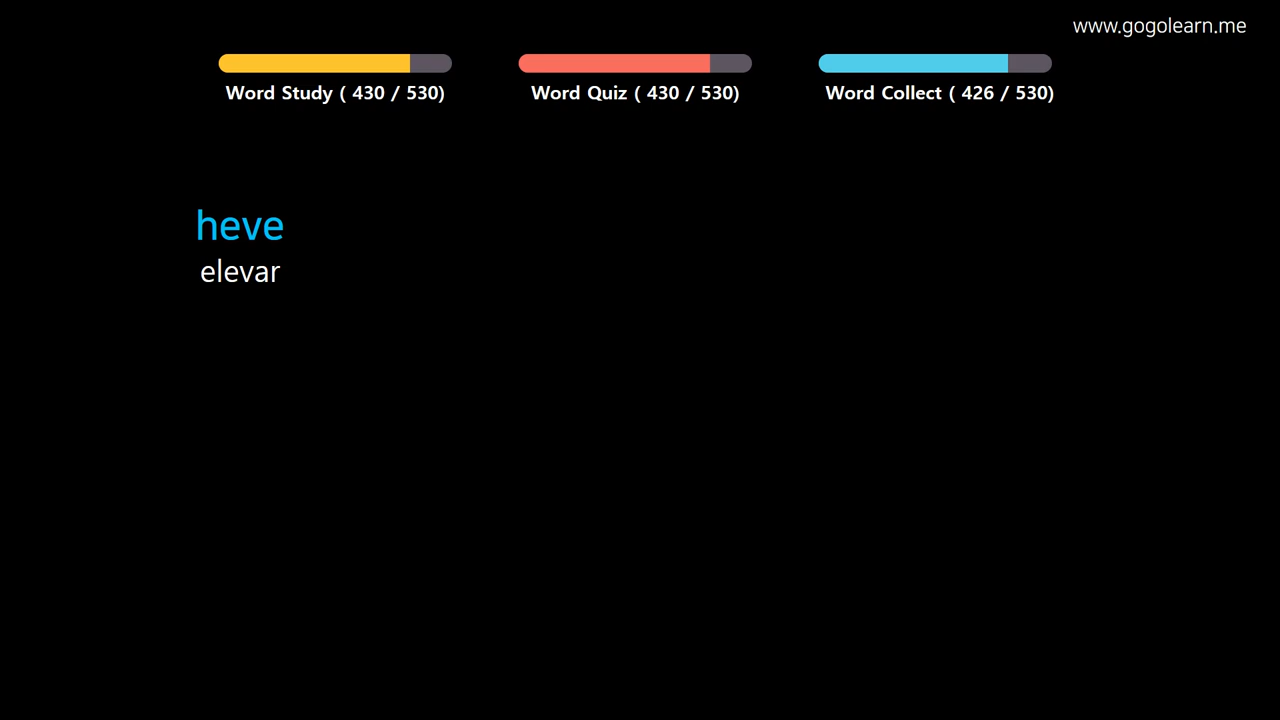 www.gogolearn.me
Word Study ( 430 / 530)
Word Quiz ( 430 / 530)
Word Collect ( 426 / 530)
heve
elevar